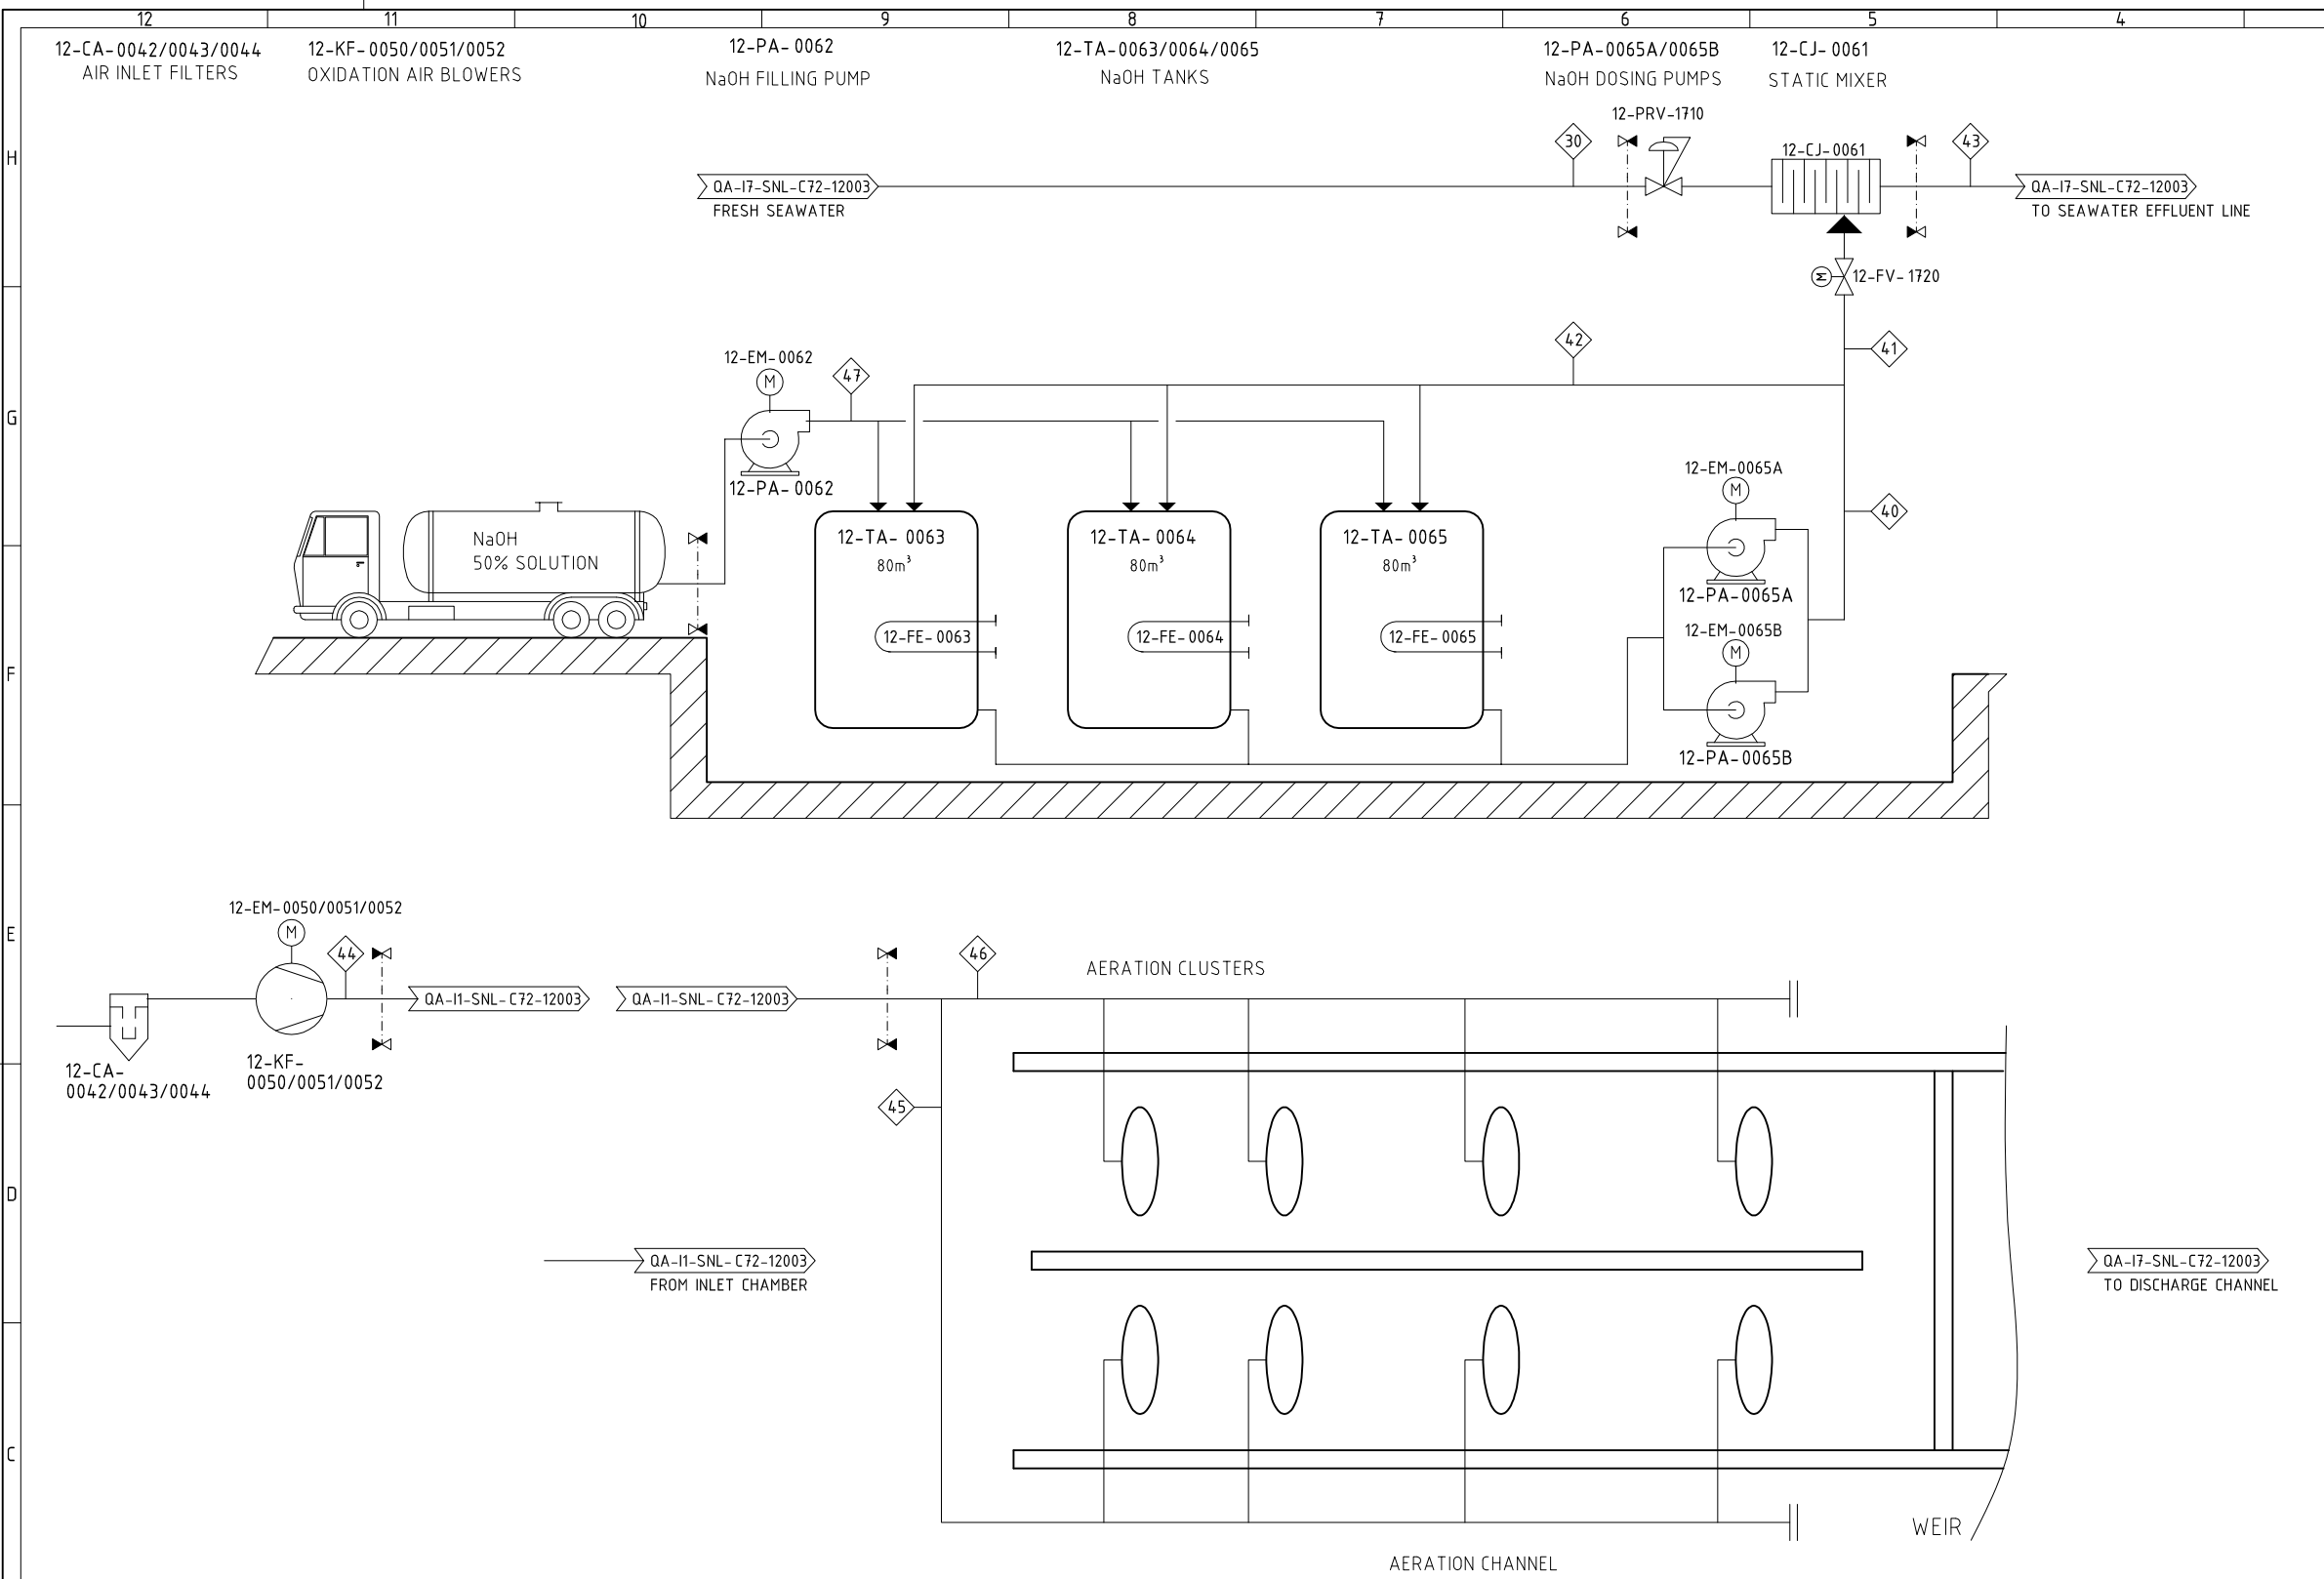 12 11 10 9 8 7 6 5 4
12-CA-0042/0043/0044
AIR INLET FILTERS
12-KF-0050/0051/0052
OXIDATION AIR BLOWERS
12-PA-0062
NaOH FILLING PUMP
12-TA-0063/0064/0065
NaOH TANKS
12-PA-0065A/0065B
NaOH DOSING PUMPS
12-CJ-0061
STATIC MIXER
12-PRV-1710
H
30
12-CJ-0061
43
QA-I7-SNL-C72-12003
FRESH SEAWATER
QA-I7-SNL-C72-12003
TO SEAWATER EFFLUENT LINE
M
12-FV-1720
42
41
12-EM-0062
M
47
G
12-PA-0062
12-EM-0065A
M
40
NaOH
50% SOLUTION
12-TA-0063
80m³
12-TA-0064
80m³
12-TA-0065
80m³
12-PA-0065A
12-FE-0063
12-FE-0064
12-FE-0065
12-EM-0065B
M
F
12-PA-0065B
12-EM-0050/0051/0052
M
E
44
46
AERATION CLUSTERS
QA-I1-SNL-C72-12003
QA-I1-SNL-C72-12003
12-CA-
0042/0043/0044
12-KF-
0050/0051/0052
45
D
QA-I1-SNL-C72-12003
FROM INLET CHAMBER
QA-I7-SNL-C72-12003
TO DISCHARGE CHANNEL
C
WEIR
AERATION CHANNEL